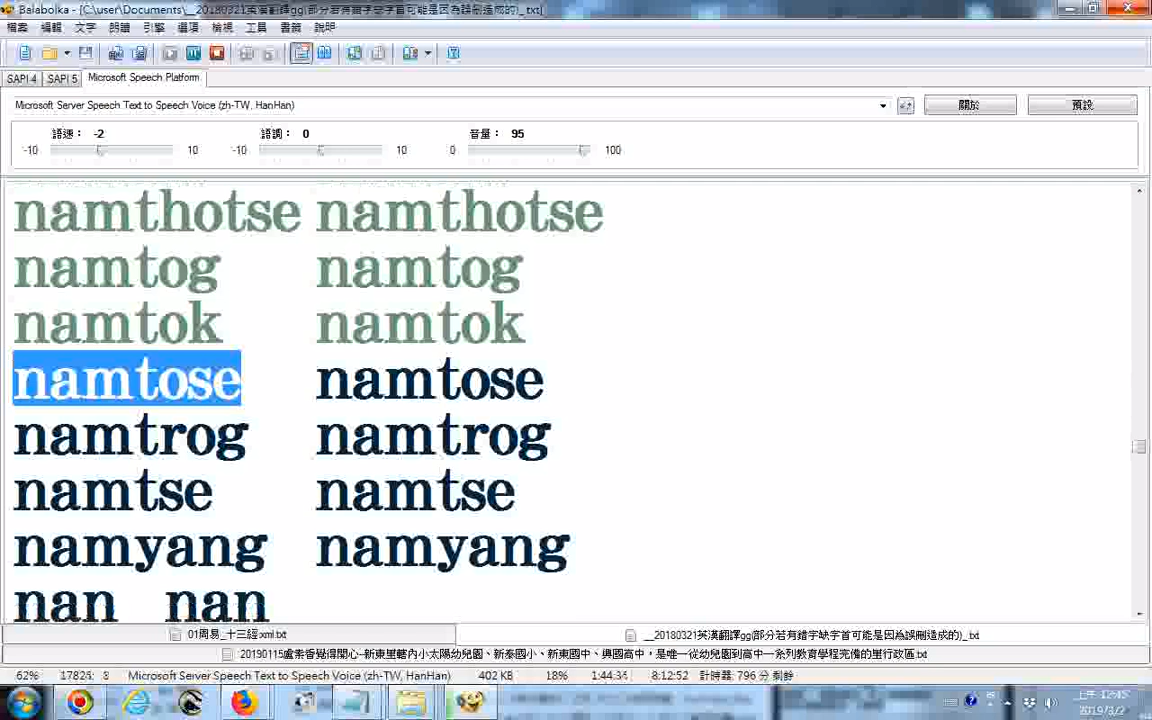 Balabolka - [C:\user\Documents\__20180321英漢翻譯gg(部分若有錯字缺字首可能是因為誤刪造成的)_.txt]
檔案 編輯 文字 朗讀 引擎 選項 檢視 工具 書籤 說明
SAPI 4 SAPI 5 Microsoft Speech Platform
Microsoft Server Speech Text to Speech Voice (zh-TW, HanHan) 關於 預設
語速： -2 語調： 0 音量： 95
-10 10 -10 10 0 100
namthotse namthotse
namtog namtog
namtok namtok
namtose namtose
namtrog namtrog
namtse namtse
namyang namyang
nan nan
01周易_十三經.xml.txt __20180321英漢翻譯gg(部分若有錯字缺字首可能是因為誤刪造成的)_.txt
20190115盧素香覺得開心-新東里轄內小太陽幼兒園、新泰國小、新東國中、興國高中，是唯一從幼兒園到高中一系列教育學程完備的里行政區.txt
62% 17825: 8 Microsoft Server Speech Text to Speech Voice (zh-TW, HanHan) 402 KB 18% 1:44:34 8:12:52 計時器: 796 分 剩餘
2019/3/2